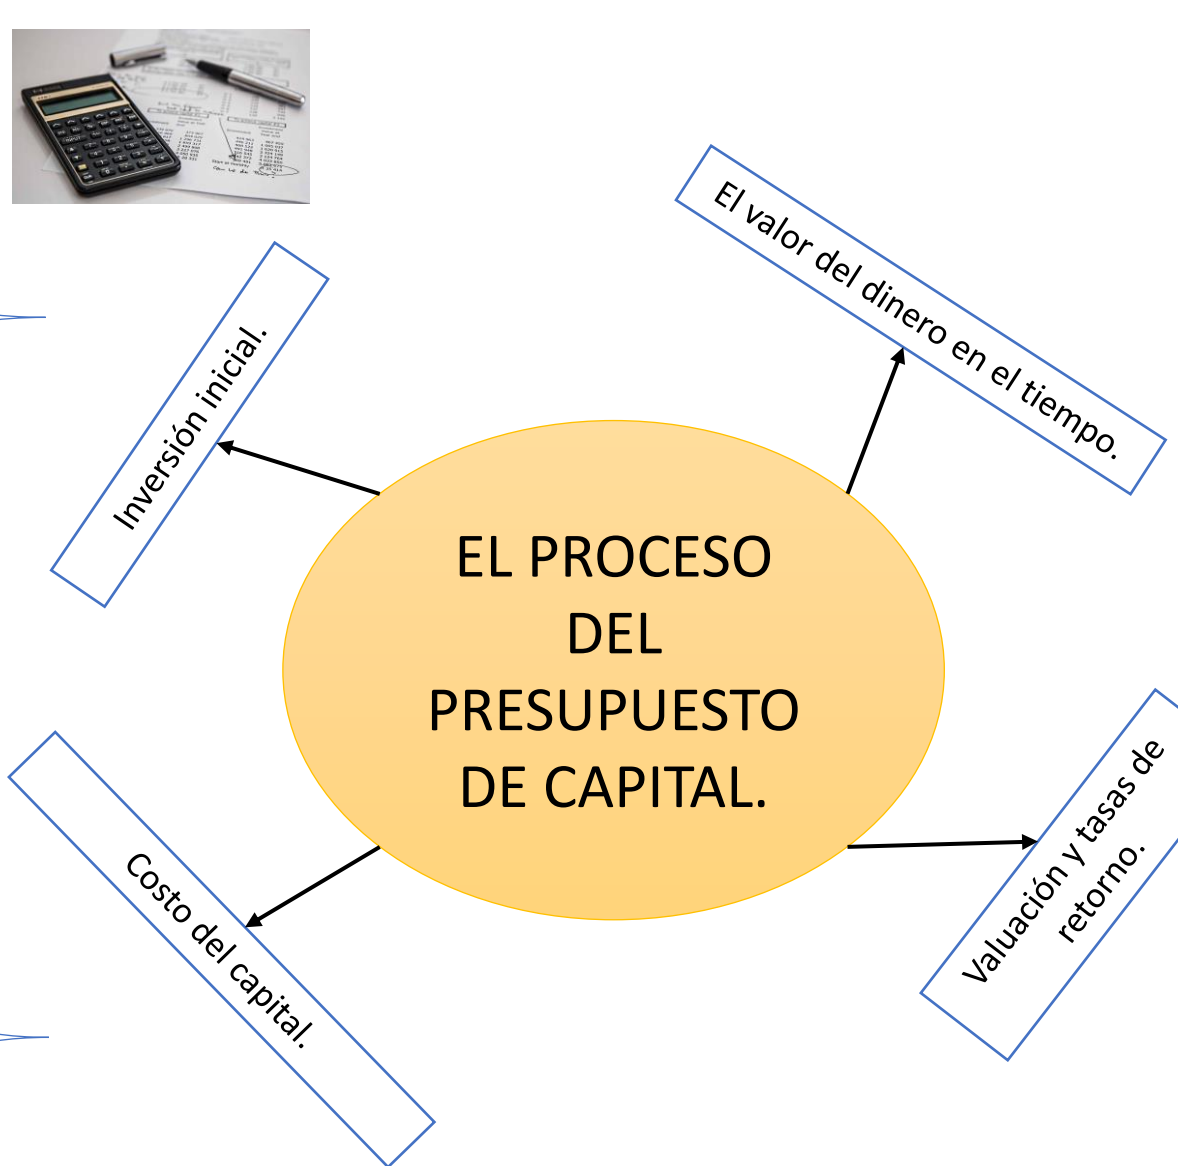 El valor del dinero en el tiempo.
Inversión inicial.
EL PROCESO
DEL
PRESUPUESTO
DE CAPITAL.
Valuación y tasas de
retorno.
Costo del capital.